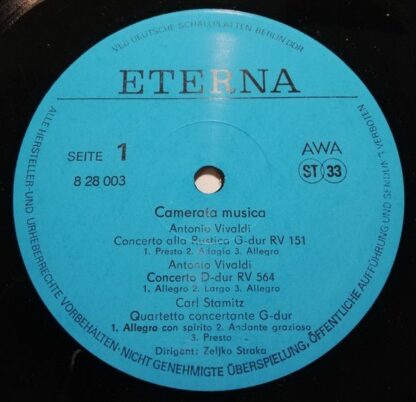 VEB DEUTSCHE SCHALLPLATTEN BERLIN DDR
ETERNA
SEITE 1
8 28 003
AWA
ST 33
Camerata musica
Antonio Vivaldi
Concerto alla Rustica G-dur RV 151
1. Presto 2. Adagio 3. Allegro
Antonio Vivaldi
Concerto D-dur RV 564
1. Allegro 2. Largo 3. Allegro
Carl Stamitz
Quartetto concertante G-dur
1. Allegro con spirito 2. Andante grazioso
3. Presto
Dirigent: Zeljko Straka
ALLE HERSTELLER- UND URHEBERRECHTE VORBEHALTEN · NICHT GENEHMIGTE ÜBERSPIELUNG, ÖFFENTLICHE AUFFÜHRUNG UND SENDUNG VERBOTEN